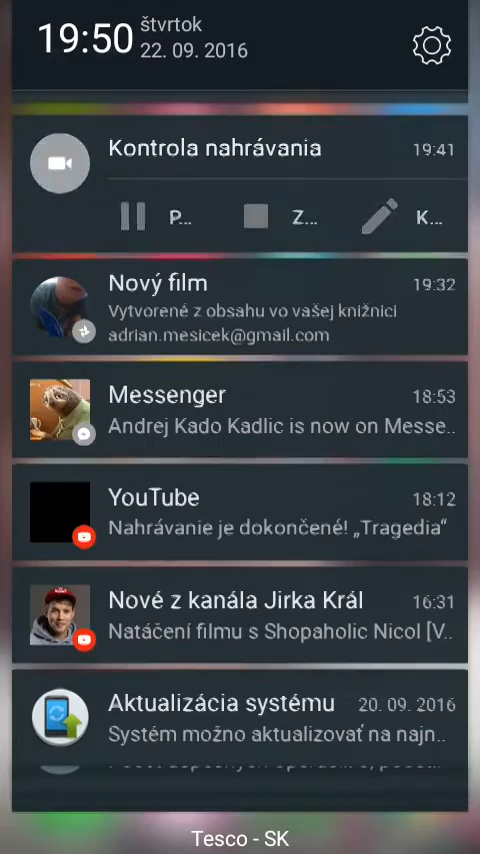 19:50
štvrtok
22. 09. 2016
Kontrola nahrávania
19:41
P...
Z...
K...
Nový film
19:32
Vytvorené z obsahu vo vašej knižnici
adrian.mesicek@gmail.com
Messenger
18:53
Andrej Kado Kadlic is now on Messe..
YouTube
18:12
Nahrávanie je dokončené! „Tragedia“
Nové z kanála Jirka Král
16:31
Natáčení filmu s Shopaholic Nicol [V..
Aktualizácia systému
20. 09. 2016
Systém možno aktualizovať na najn..
Tesco - SK